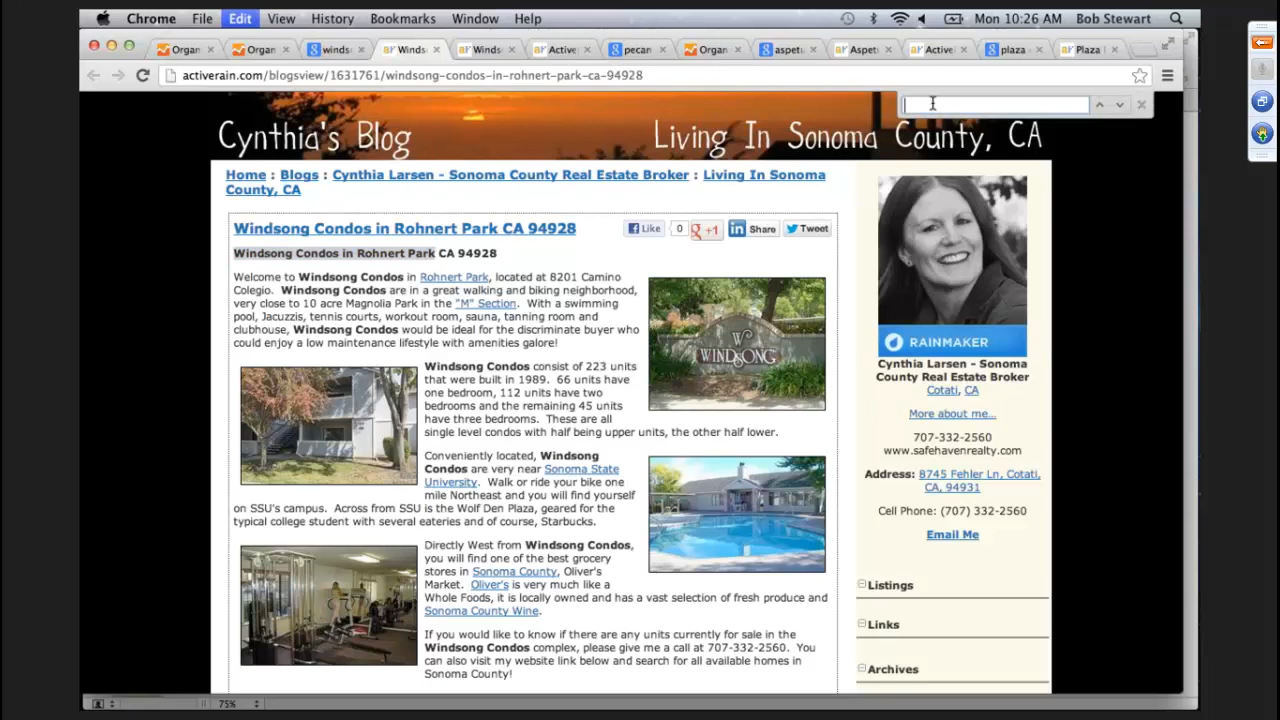 Chrome File Edit View History Bookmarks Window Help Mon 10:26 AM Bob Stewart
Organ × Organ × winds × Winds × Winds × Active × pecan × Organ × aspetu × Aspet × Active × plaza × Plaza ×
activerain.com/blogsview/1631761/windsong-condos-in-rohnert-park-ca-94928
Cynthia's Blog Living In Sonoma County, CA
Home : Blogs : Cynthia Larsen - Sonoma County Real Estate Broker : Living In Sonoma
County, CA
Windsong Condos in Rohnert Park CA 94928
Like 0 +1 Share Tweet
Windsong Condos in Rohnert Park CA 94928
Welcome to Windsong Condos in Rohnert Park, located at 8201 Camino
Colegio. Windsong Condos are in a great walking and biking neighborhood,
very close to 10 acre Magnolia Park in the "M" Section. With a swimming
pool, Jacuzzis, tennis courts, workout room, sauna, tanning room and
clubhouse, Windsong Condos would be ideal for the discriminate buyer who
could enjoy a low maintenance lifestyle with amenities galore!
W
WINDSONG
Windsong Condos consist of 223 units
that were built in 1989. 66 units have
one bedroom, 112 units have two
bedrooms and the remaining 45 units
have three bedrooms. These are all
single level condos with half being upper units, the other half lower.
Conveniently located, Windsong
Condos are very near Sonoma State
University. Walk or ride your bike one
mile Northeast and you will find yourself
on SSU's campus. Across from SSU is the Wolf Den Plaza, geared for the
typical college student with several eateries and of course, Starbucks.
Directly West from Windsong Condos,
you will find one of the best grocery
stores in Sonoma County, Oliver's
Market. Oliver's is very much like a
Whole Foods, it is locally owned and has a vast selection of fresh produce and
Sonoma County Wine.
If you would like to know if there are any units currently for sale in the
Windsong Condos complex, please give me a call at 707-332-2560. You
can also visit my website link below and search for all available homes in
Sonoma County!
RAINMAKER
Cynthia Larsen - Sonoma
County Real Estate Broker
Cotati, CA
More about me...
707-332-2560
www.safehavenrealty.com
Address: 8745 Fehler Ln, Cotati,
CA, 94931
Cell Phone: (707) 332-2560
Email Me
Listings
Links
Archives
75%